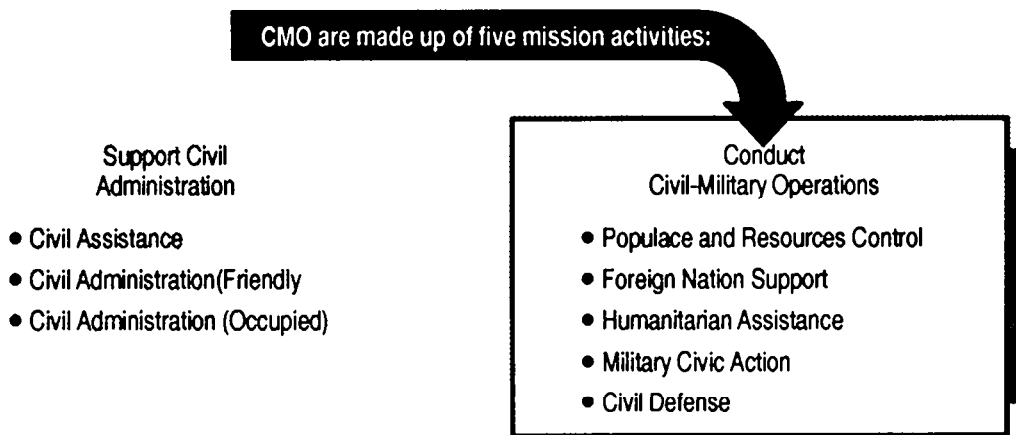 CMO are made up of five mission activities:
Support Civil
Administration
• Civil Assistance
• Civil Administration(Friendly
• Civil Administration (Occupied)
Conduct
Civil-Military Operations
• Populace and Resources Control
• Foreign Nation Support
• Humanitarian Assistance
• Military Civic Action
• Civil Defense